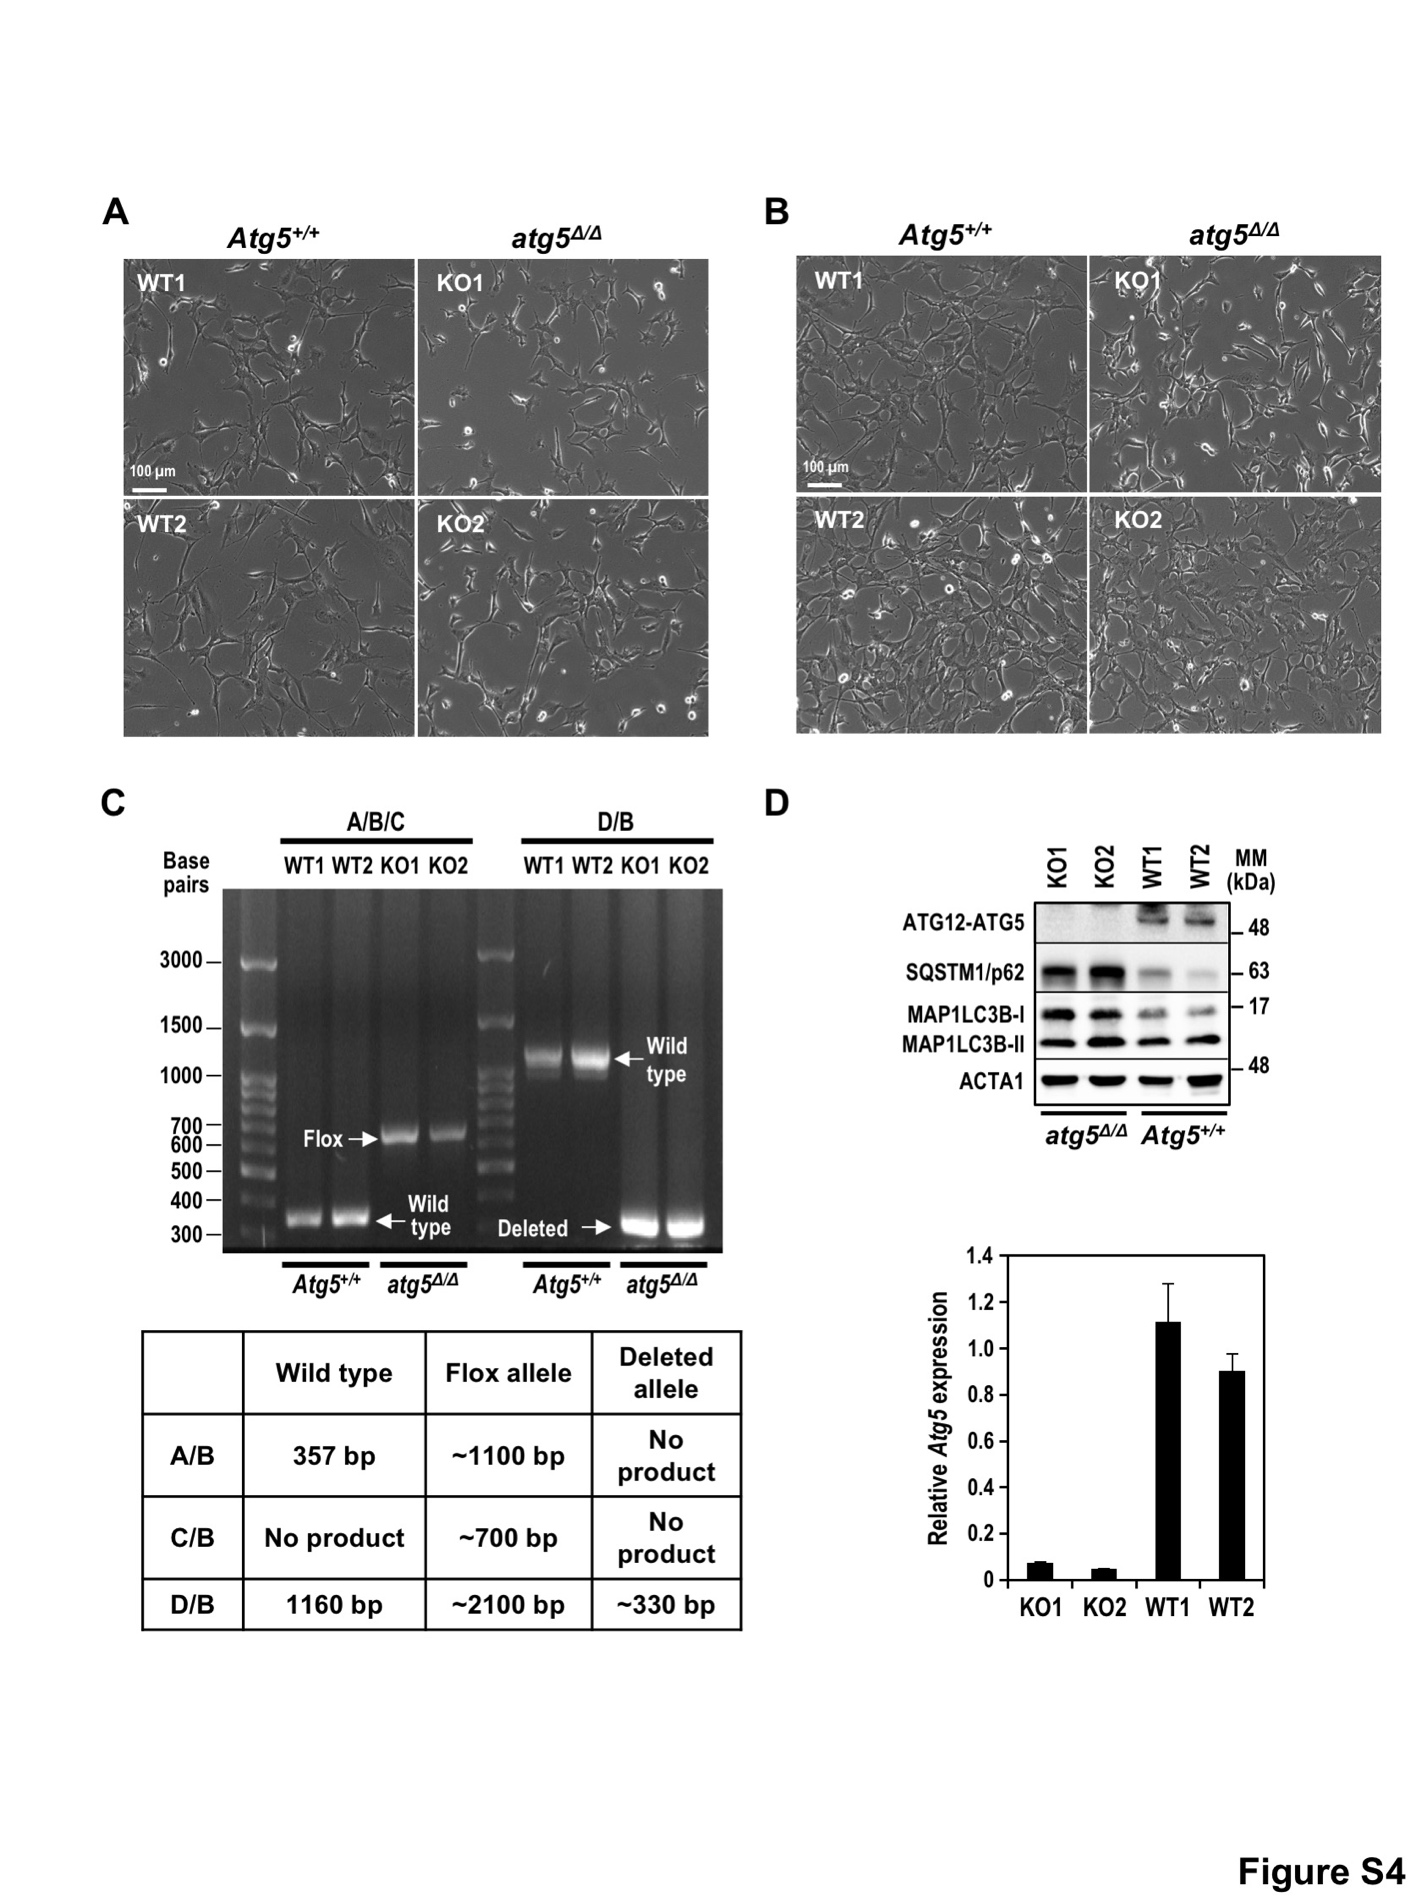 A
Atg5+/+
atg5Δ/Δ
WT1
KO1
100 µm
WT2
KO2
B
Atg5+/+
atg5Δ/Δ
WT1
KO1
100 µm
WT2
KO2
C
A/B/C
D/B
Base
pairs
WT1 WT2 KO1 KO2
WT1 WT2 KO1 KO2
3000
1500
1000
700
600
500
400
300
Flox
Wild
type
Wild
type
Deleted
Atg5+/+
atg5Δ/Δ
Atg5+/+
atg5Δ/Δ
Wild type
Flox allele
Deleted
allele
A/B
357 bp
~1100 bp
No
product
C/B
No product
~700 bp
No
product
D/B
1160 bp
~2100 bp
~330 bp
D
KO1
KO2
WT1
WT2
MM
(kDa)
ATG12-ATG5
48
SQSTM1/p62
63
MAP1LC3B-I
17
MAP1LC3B-II
48
ACTA1
atg5Δ/Δ
Atg5+/+
Relative Atg5 expression
1.4
1.2
1.0
0.8
0.6
0.4
0.2
0
KO1 KO2 WT1 WT2
Figure S4